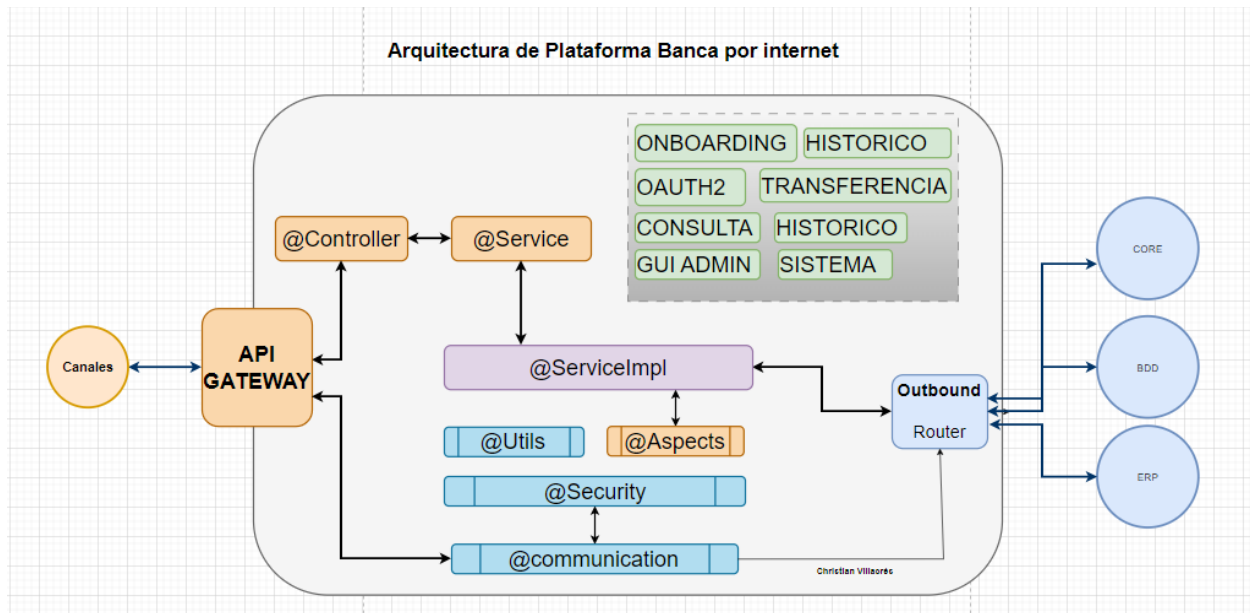 Arquitectura de Plataforma Banca por internet
ONBOARDING
HISTORICO
OAUTH2
TRANSFERENCIA
CONSULTA
HISTORICO
GUI ADMIN
SISTEMA
@Controller
@Service
CORE
Canales
API
GATEWAY
@ServiceImpl
BDD
Outbound
Router
@Utils
@Aspects
@Security
ERP
@communication
Christian